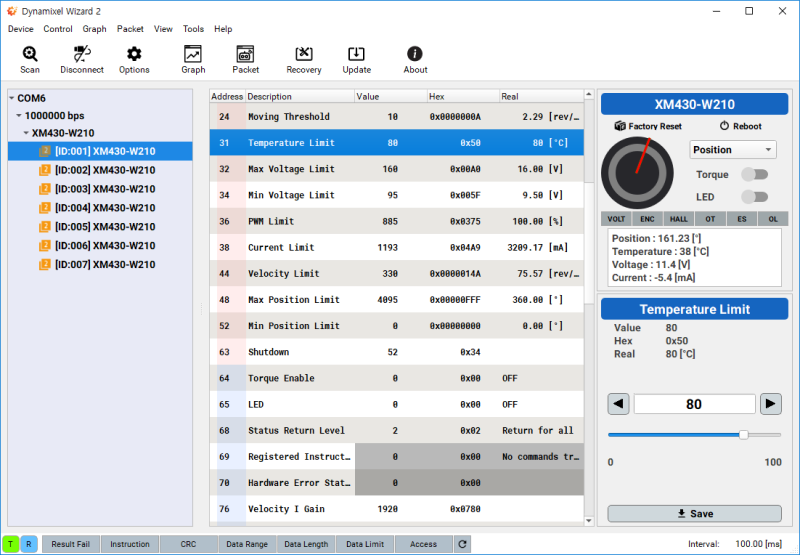 Dynamixel Wizard 2
Device Control Graph Packet View Tools Help
Scan Disconnect Options Graph Packet Recovery Update About
COM6
1000000 bps
XM430-W210
2 [ID:001] XM430-W210
2 [ID:002] XM430-W210
2 [ID:003] XM430-W210
2 [ID:004] XM430-W210
2 [ID:005] XM430-W210
2 [ID:006] XM430-W210
2 [ID:007] XM430-W210
Address Description Value Hex Real
24 Moving Threshold 10 0x0000000A 2.29 [rev/…
31 Temperature Limit 80 0x50 80 [°C]
32 Max Voltage Limit 160 0x00A0 16.00 [V]
34 Min Voltage Limit 95 0x005F 9.50 [V]
36 PWM Limit 885 0x0375 100.00 [%]
38 Current Limit 1193 0x04A9 3209.17 [mA]
44 Velocity Limit 330 0x0000014A 75.57 [rev/…
48 Max Position Limit 4095 0x00000FFF 360.00 [°]
52 Min Position Limit 0 0x00000000 0.00 [°]
63 Shutdown 52 0x34
64 Torque Enable 0 0x00 OFF
65 LED 0 0x00 OFF
68 Status Return Level 2 0x02 Return for all
69 Registered Instruct… 0 0x00 No commands tr…
70 Hardware Error Stat… 0 0x00
76 Velocity I Gain 1920 0x0780
XM430-W210
Factory Reset Reboot
Position
Torque
LED
VOLT ENC HALL OT ES OL
Position : 161.23 [°]
Temperature : 38 [°C]
Voltage : 11.4 [V]
Current : -5.4 [mA]
Temperature Limit
Value 80
Hex 0x50
Real 80 [°C]
80
0 100
Save
T R Result Fail Instruction CRC Data Range Data Length Data Limit Access Interval: 100.00 [ms]